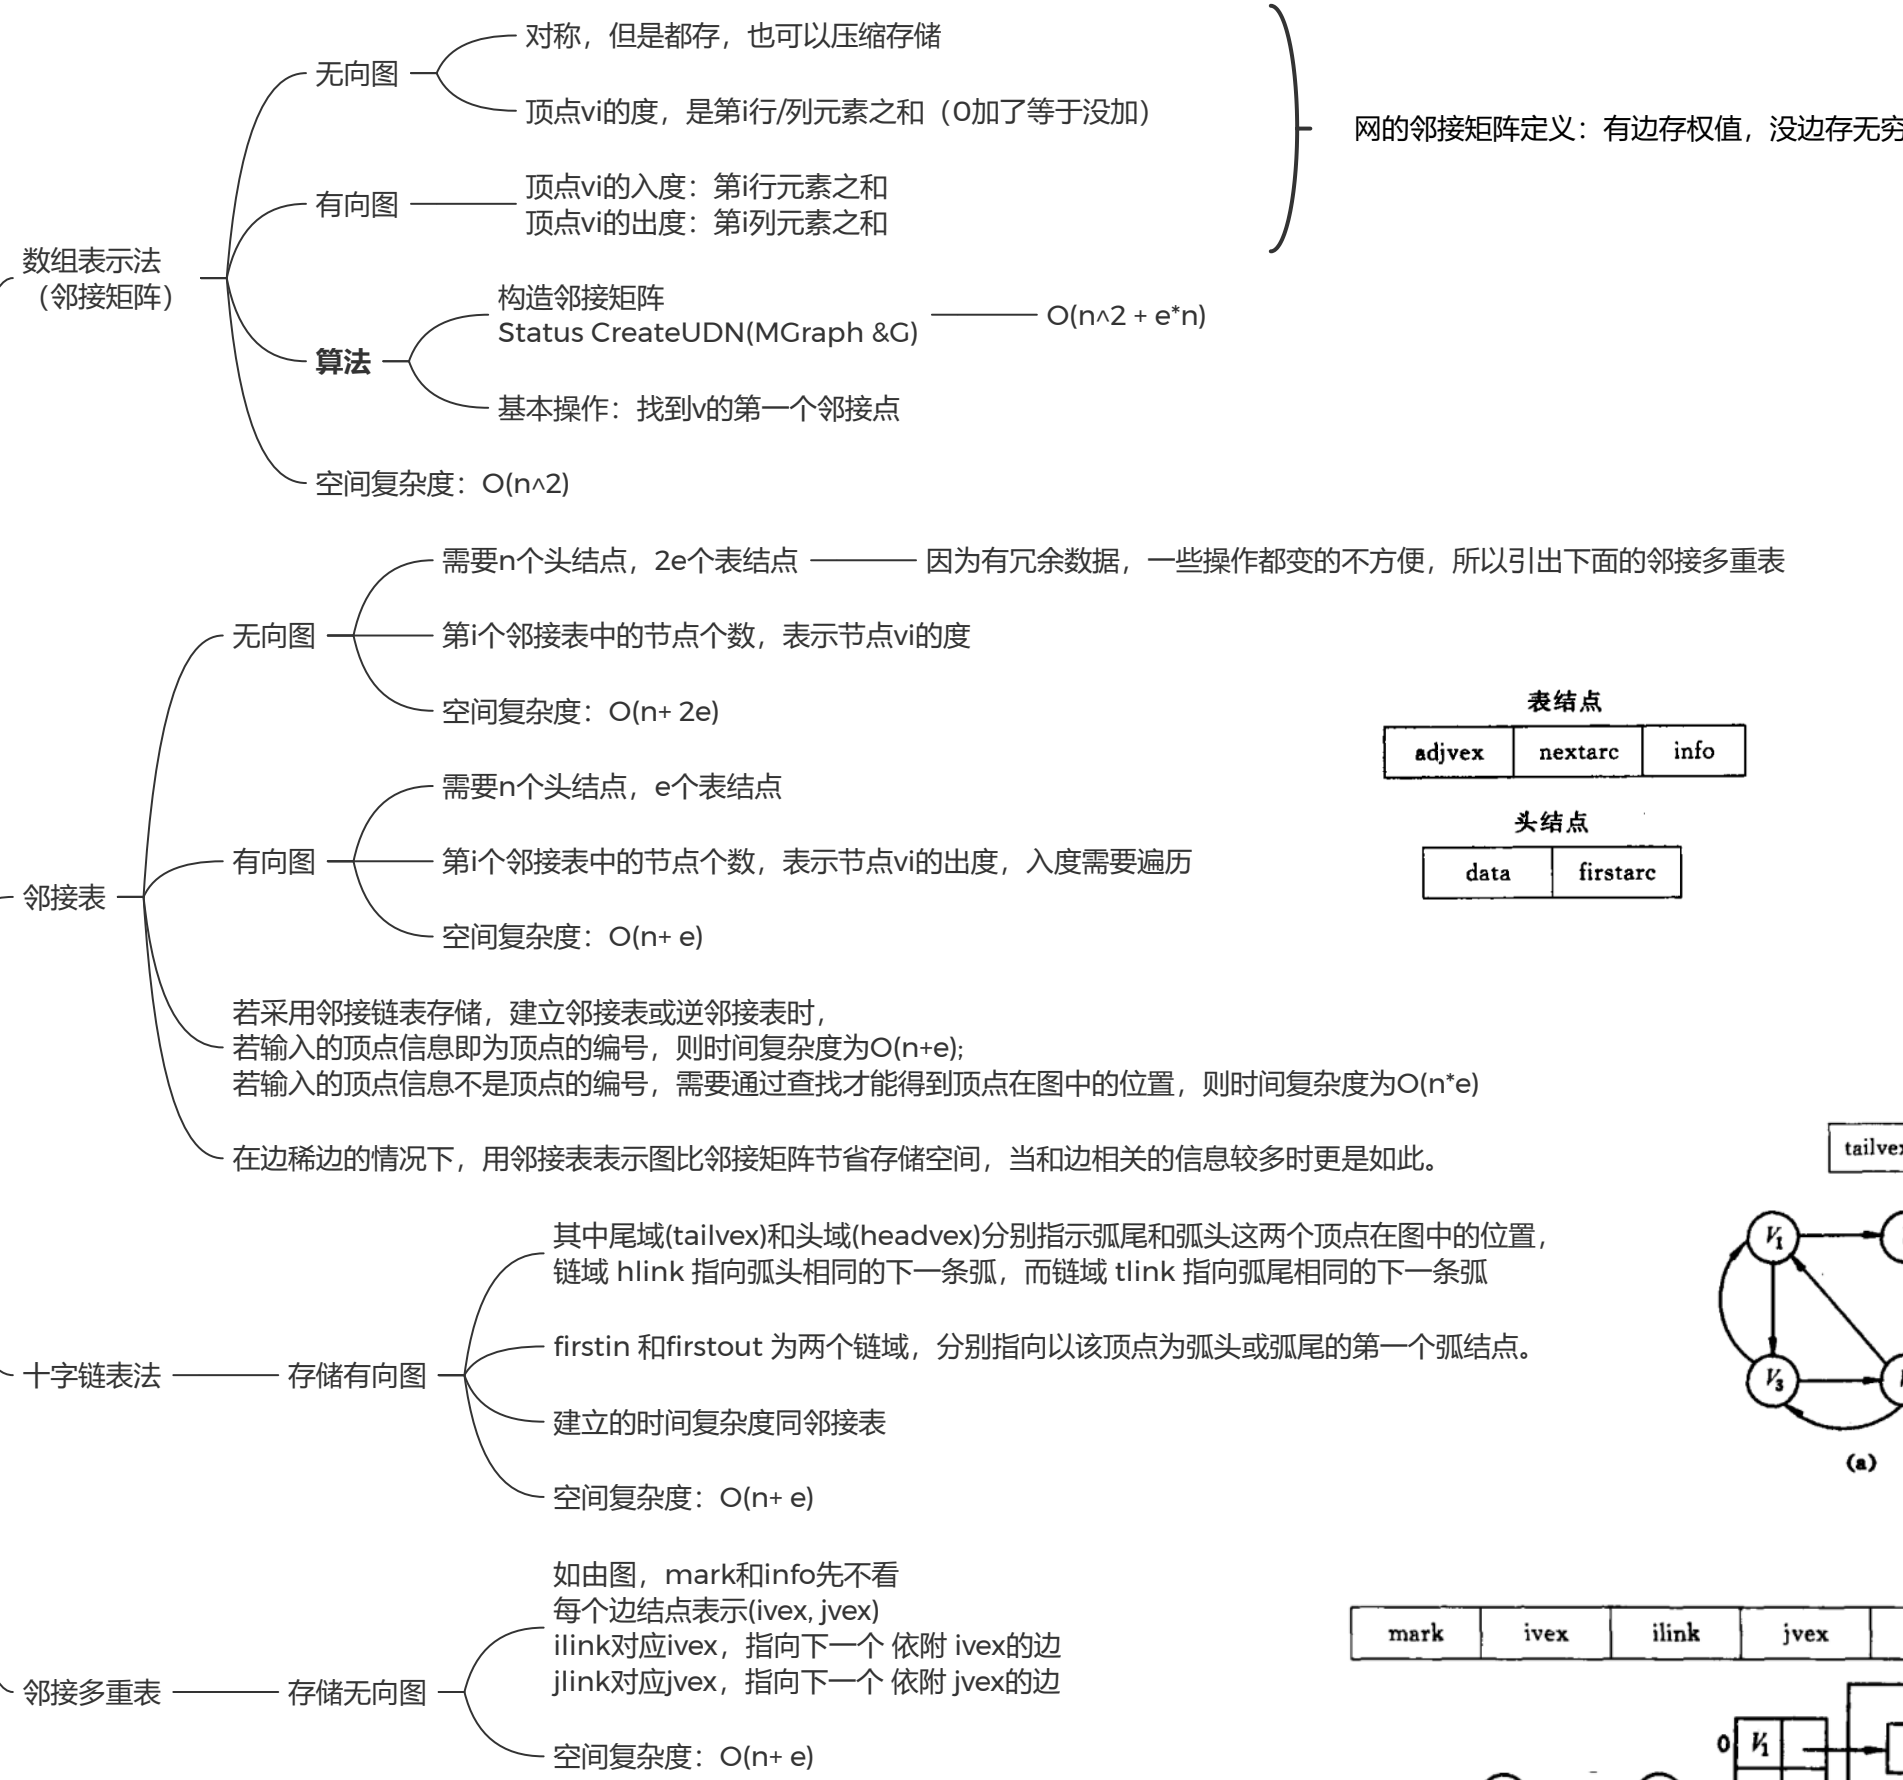 对称，但是都存，也可以压缩存储
无向图
顶点vi的度，是第i行/列元素之和（0加了等于没加）
网的邻接矩阵定义：有边存权值，没边存无穷
顶点vi的入度：第i行元素之和
有向图
顶点vi的出度：第i列元素之和
数组表示法
（邻接矩阵）
构造邻接矩阵
Status CreateUDN(MGraph &G)
O(n^2 + e*n)
算法
基本操作：找到v的第一个邻接点
空间复杂度：O(n^2)
需要n个头结点，2e个表结点
因为有冗余数据，一些操作都变的不方便，所以引出下面的邻接多重表
无向图
第i个邻接表中的节点个数，表示节点vi的度
空间复杂度：O(n+ 2e)
表结点
adjvex nextarc info
需要n个头结点，e个表结点
头结点
有向图
第i个邻接表中的节点个数，表示节点vi的出度，入度需要遍历
data firstarc
邻接表
空间复杂度：O(n+ e)
若采用邻接链表存储，建立邻接表或逆邻接表时，
若输入的顶点信息即为顶点的编号，则时间复杂度为O(n+e);
若输入的顶点信息不是顶点的编号，需要通过查找才能得到顶点在图中的位置，则时间复杂度为O(n*e)
在边稀边的情况下，用邻接表表示图比邻接矩阵节省存储空间，当和边相关的信息较多时更是如此。
tailvex
其中尾域(tailvex)和头域(headvex)分别指示弧尾和弧头这两个顶点在图中的位置，
链域 hlink 指向弧头相同的下一条弧，而链域 tlink 指向弧尾相同的下一条弧
V1
firstin 和firstout 为两个链域，分别指向以该顶点为弧头或弧尾的第一个弧结点。
十字链表法
存储有向图
V3
建立的时间复杂度同邻接表
(a)
空间复杂度：O(n+ e)
如由图，mark和info先不看
每个边结点表示(ivex, jvex)
ilink对应ivex，指向下一个 依附 ivex的边
jlink对应jvex，指向下一个 依附 jvex的边
mark ivex ilink jvex
邻接多重表
存储无向图
空间复杂度：O(n+ e)
0 V1